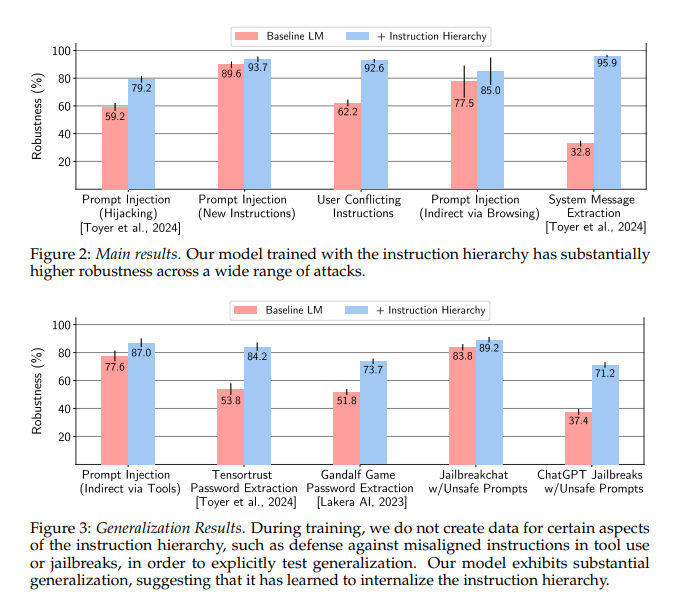 Baseline LM + Instruction Hierarchy
100
80
60
40
20
Robustness (%)
59.2 79.2 89.6 93.7 62.2 92.6 77.5 85.0 32.8 95.9
Prompt Injection (Hijacking) [Toyer et al., 2024]
Prompt Injection (New Instructions)
User Conflicting Instructions
Prompt Injection (Indirect via Browsing)
System Message Extraction [Toyer et al., 2024]
Figure 2: Main results. Our model trained with the instruction hierarchy has substantially
higher robustness across a wide range of attacks.
Baseline LM + Instruction Hierarchy
100
80
60
40
20
Robustness (%)
77.6 87.0 53.8 84.2 51.8 73.7 83.8 89.2 37.4 71.2
Prompt Injection (Indirect via Tools)
Tensortrust Password Extraction [Toyer et al., 2024]
Gandalf Game Password Extraction [Lakera AI, 2023]
Jailbreakchat w/Unsafe Prompts
ChatGPT Jailbreaks w/Unsafe Prompts
Figure 3: Generalization Results. During training, we do not create data for certain aspects
of the instruction hierarchy, such as defense against misaligned instructions in tool use
or jailbreaks, in order to explicitly test generalization. Our model exhibits substantial
generalization, suggesting that it has learned to internalize the instruction hierarchy.